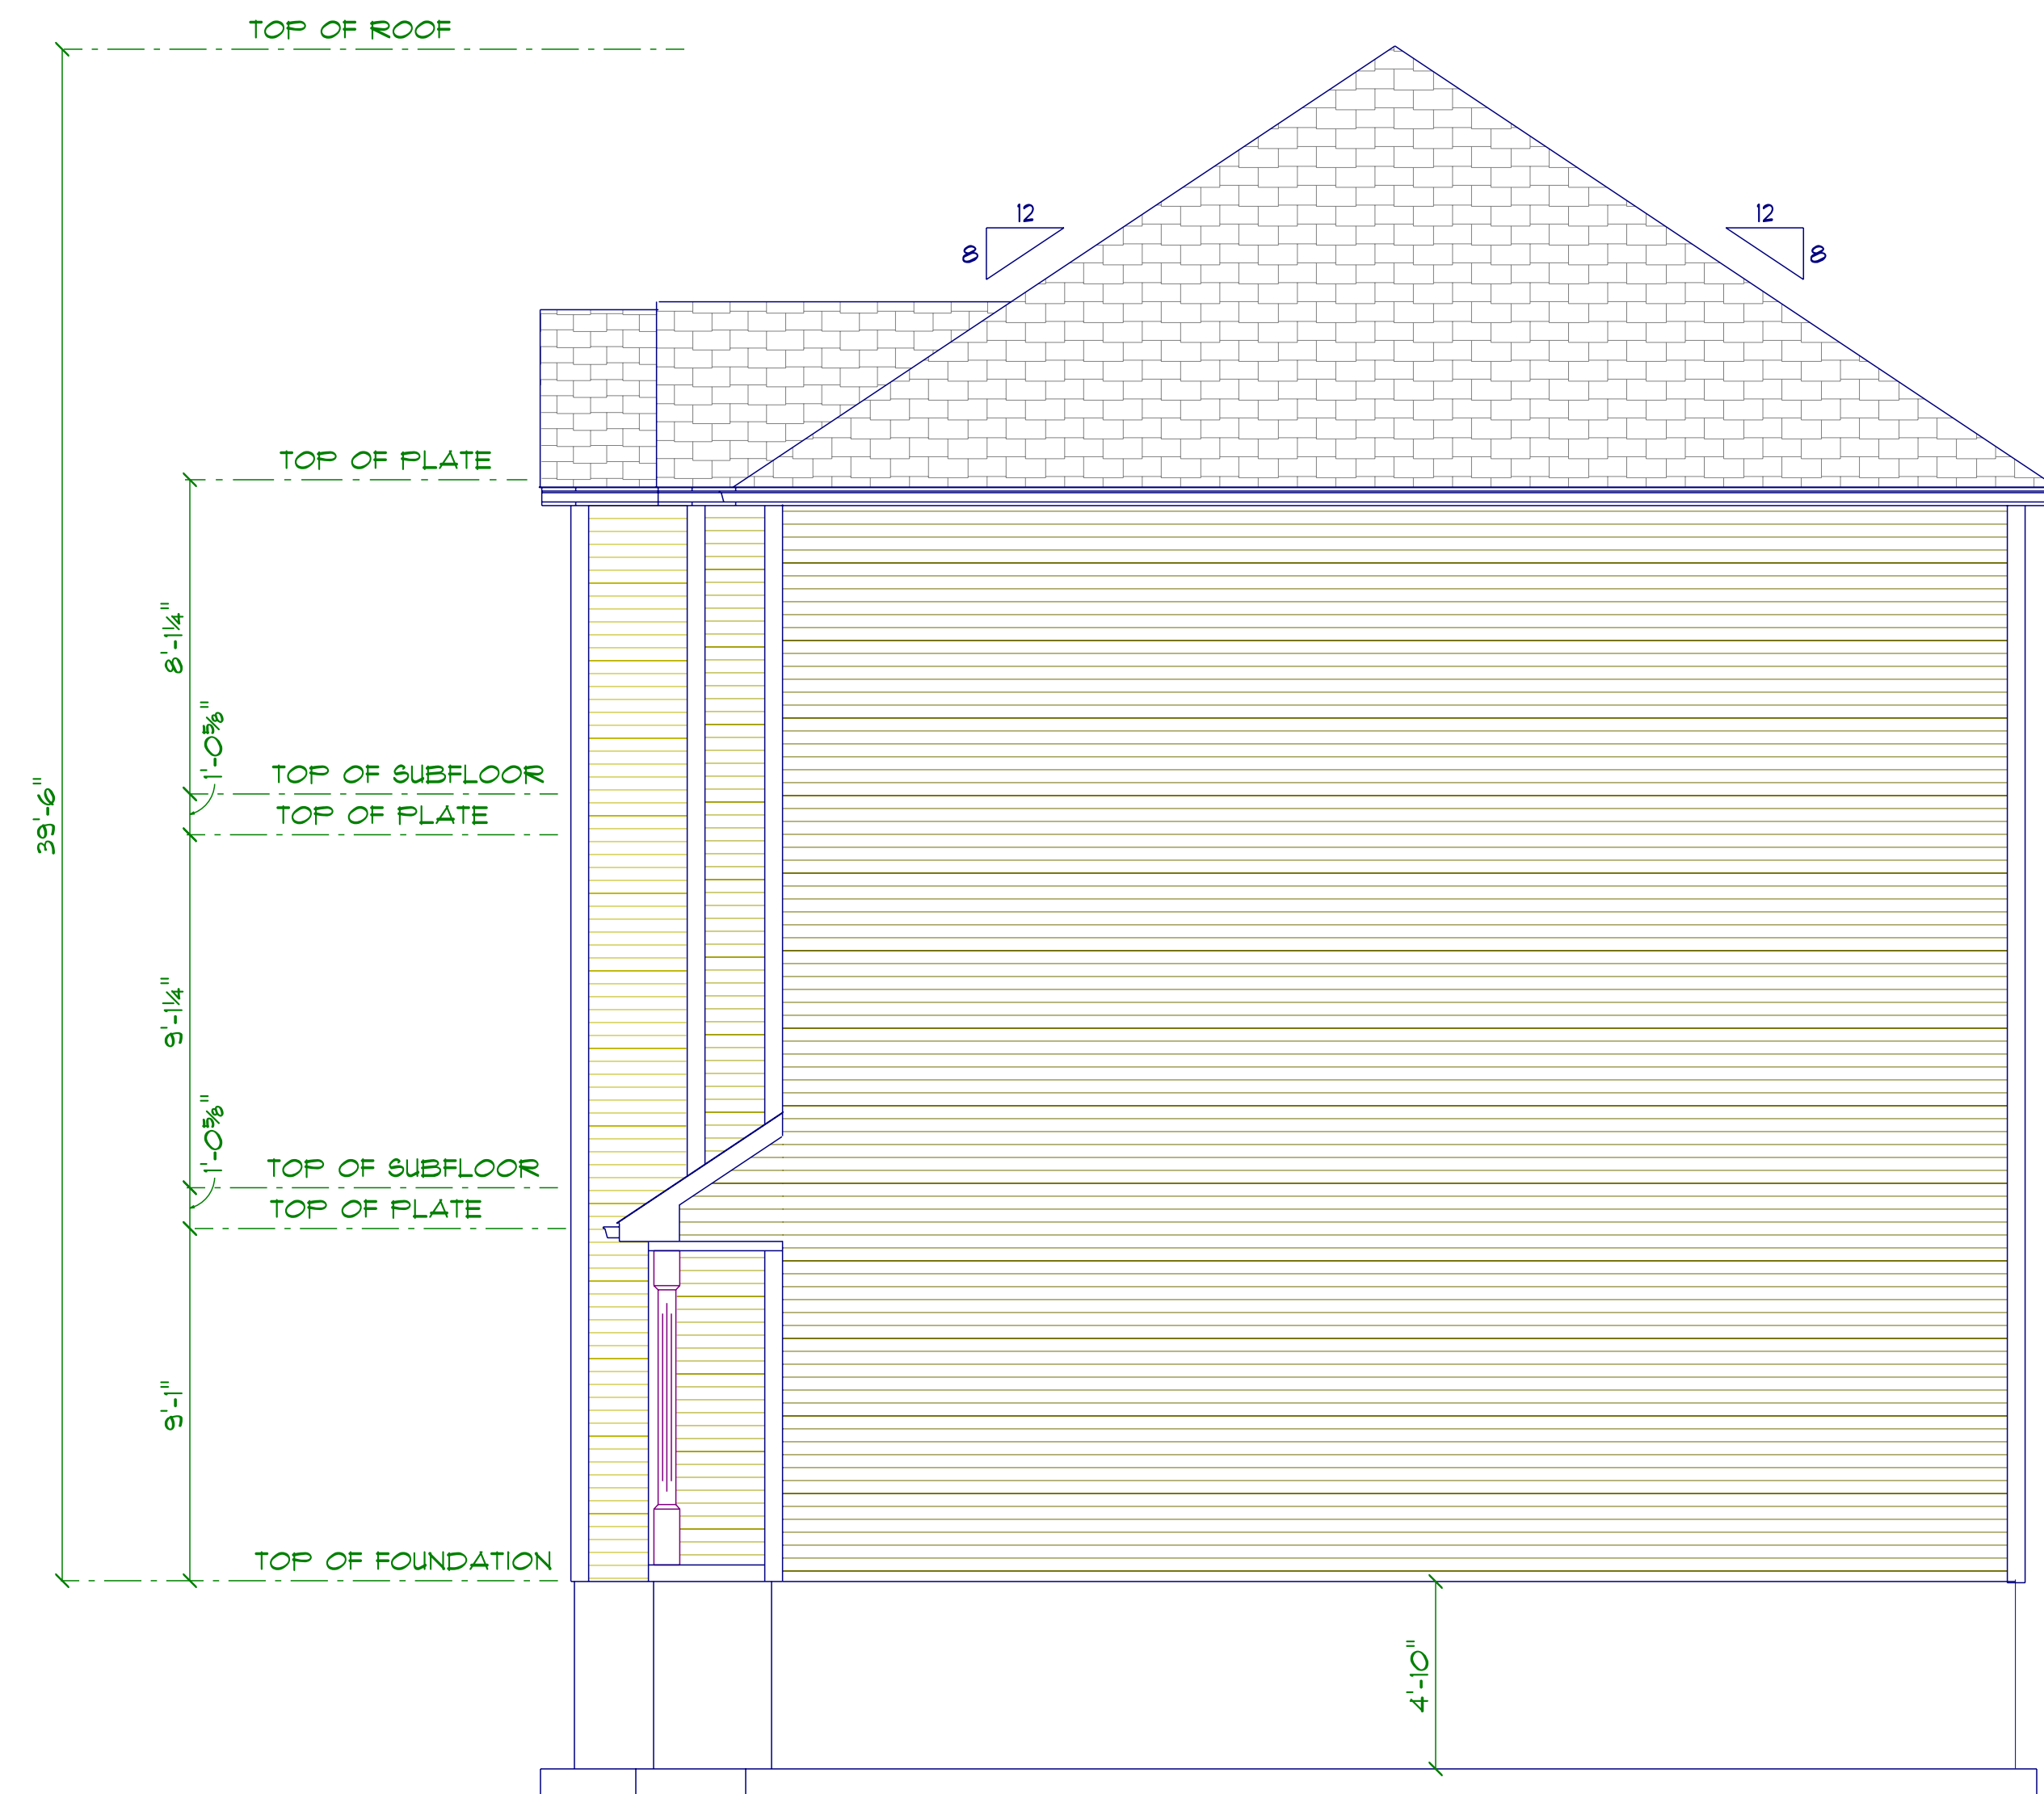 TOP OF ROOF
12
8
12
8
TOP OF PLATE
8'-1¼"
1'-0⅝"
TOP OF SUBFLOOR
TOP OF PLATE
39'-6"
9'-1¼"
1'-0⅝"
TOP OF SUBFLOOR
TOP OF PLATE
9'-1"
TOP OF FOUNDATION
4'-10"